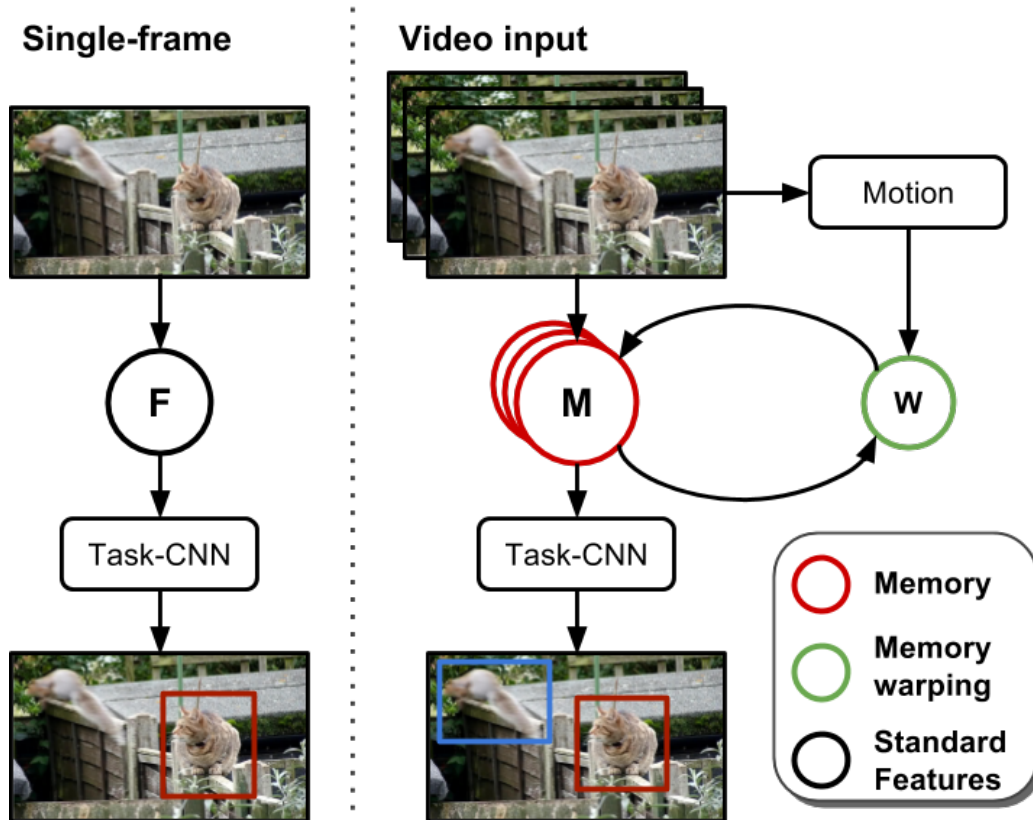 Single-frame
Video input
Motion
F
M
W
Task-CNN
Task-CNN
Memory
Memory
warping
Standard
Features